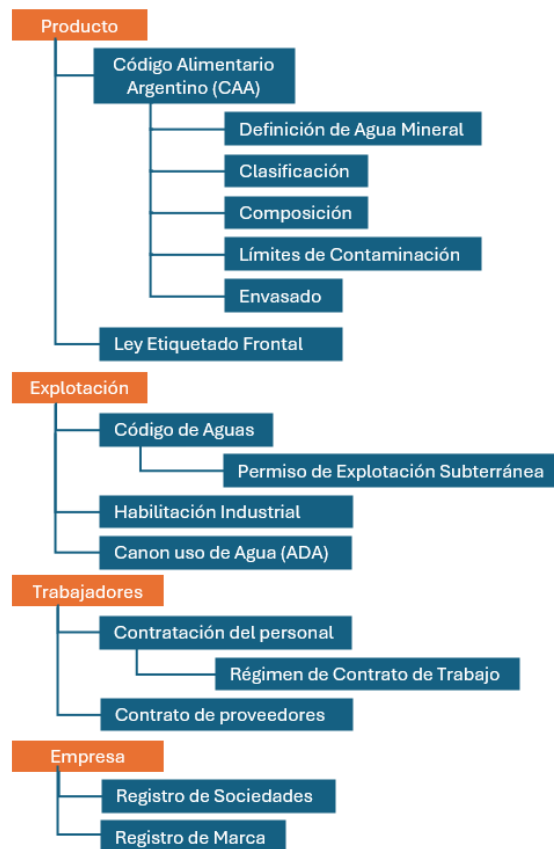 Producto
Código Alimentario
Argentino (CAA)
Definición de Agua Mineral
Clasificación
Composición
Límites de Contaminación
Envasado
Ley Etiquetado Frontal
Explotación
Código de Aguas
Permiso de Explotación Subterránea
Habilitación Industrial
Canon uso de Agua (ADA)
Trabajadores
Contratación del personal
Régimen de Contrato de Trabajo
Contrato de proveedores
Empresa
Registro de Sociedades
Registro de Marca